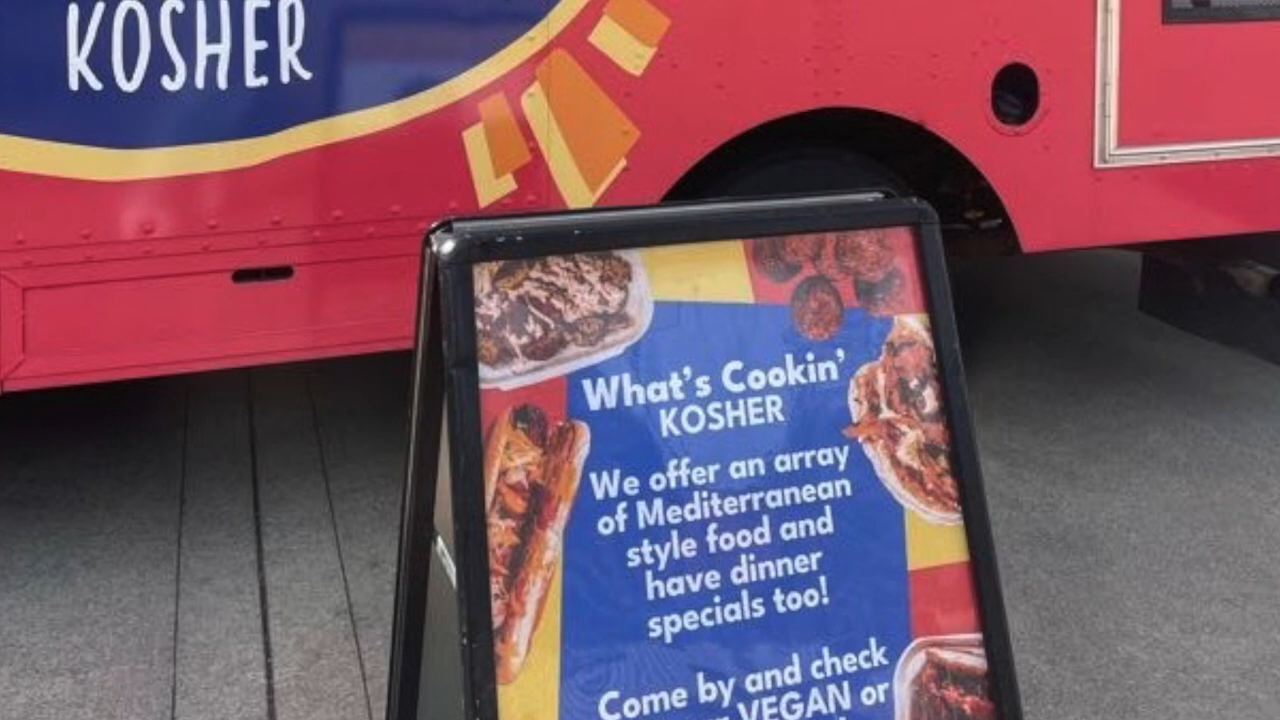 KOSHER
What's Cookin'
KOSHER
We offer an array
of Mediterranean
style food and
have dinner
specials too!
Come by and check
VEGAN or